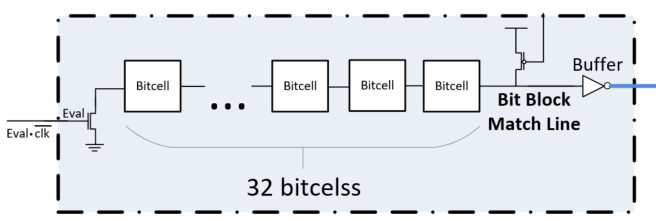 Bitcell
Bitcell
Bitcell
Bitcell
Buffer
Eval
Eval•clk
...
Bit Block
Match Line
32 bitcelss